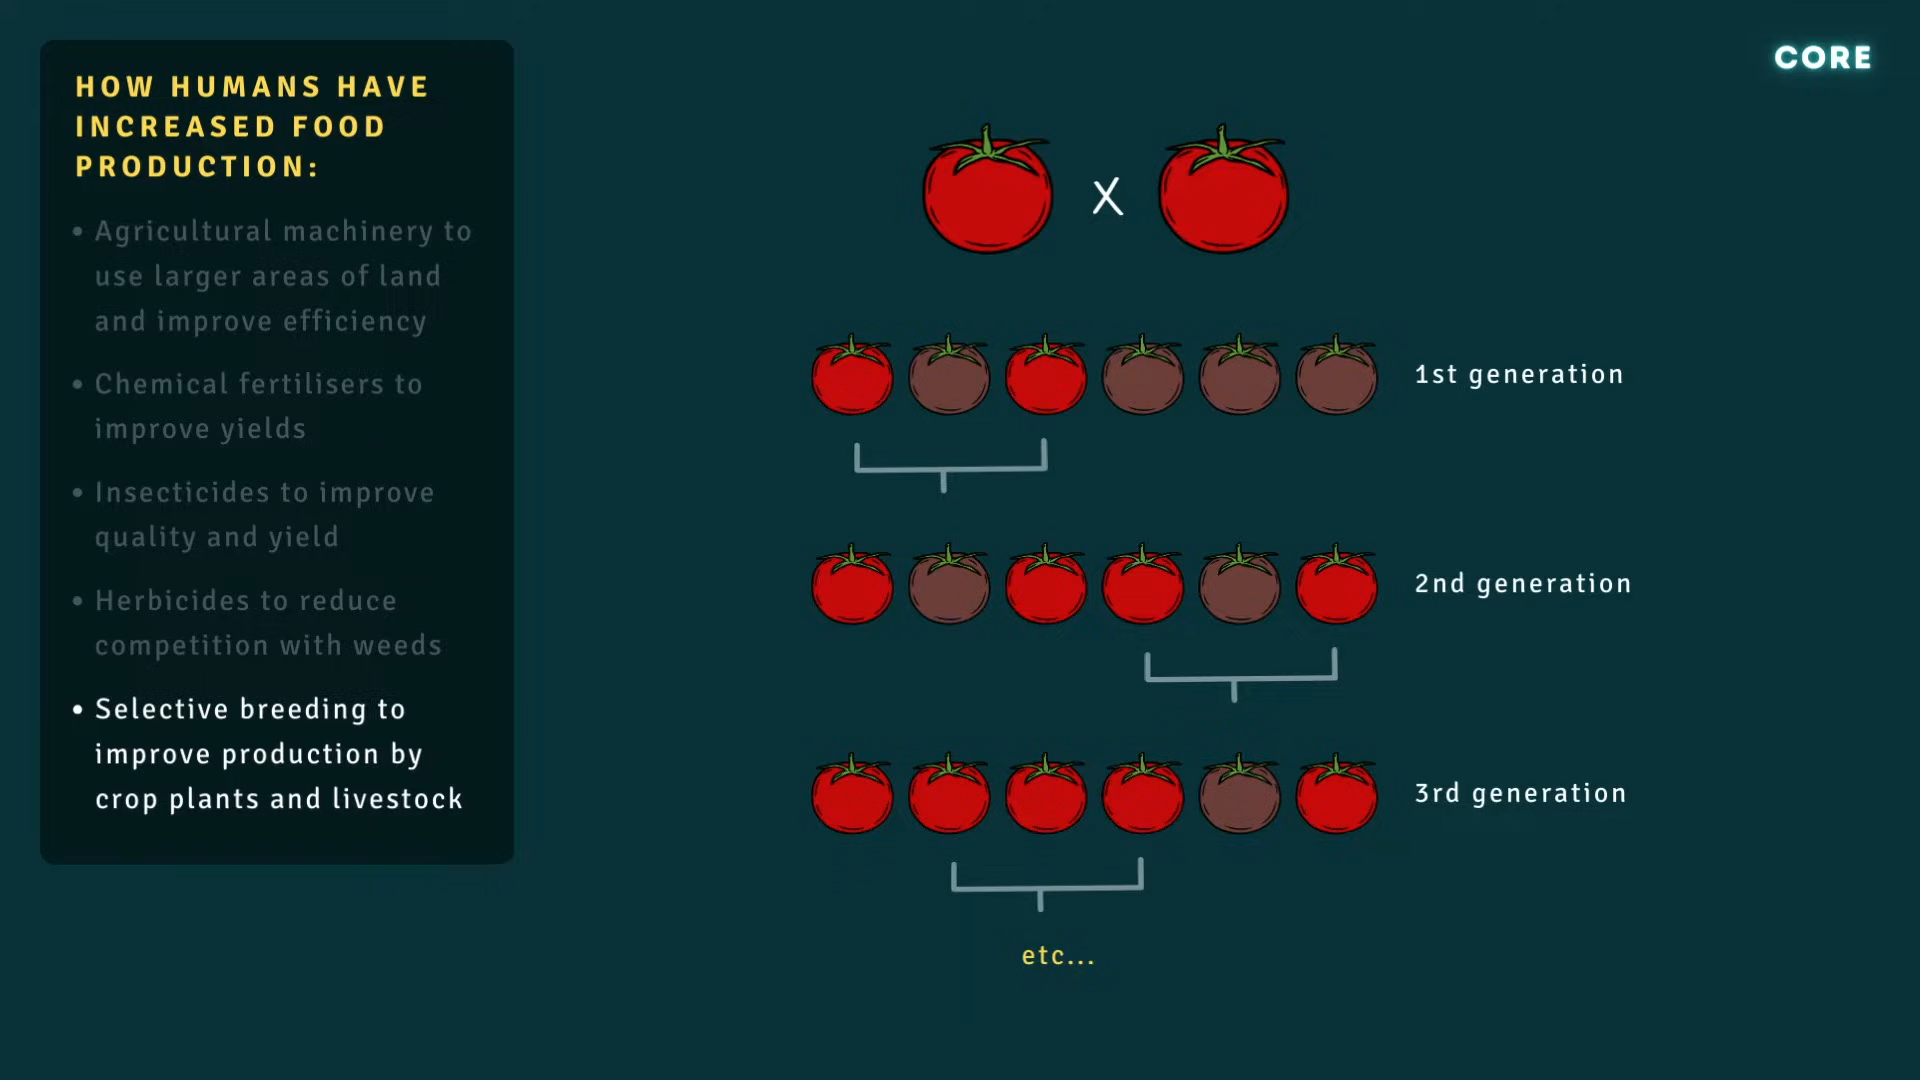 HOW HUMANS HAVE
INCREASED FOOD
PRODUCTION:
• Agricultural machinery to
use larger areas of land
and improve efficiency
• Chemical fertilisers to
improve yields
• Insecticides to improve
quality and yield
• Herbicides to reduce
competition with weeds
• Selective breeding to
improve production by
crop plants and livestock
CORE
X
1st generation
2nd generation
3rd generation
etc...